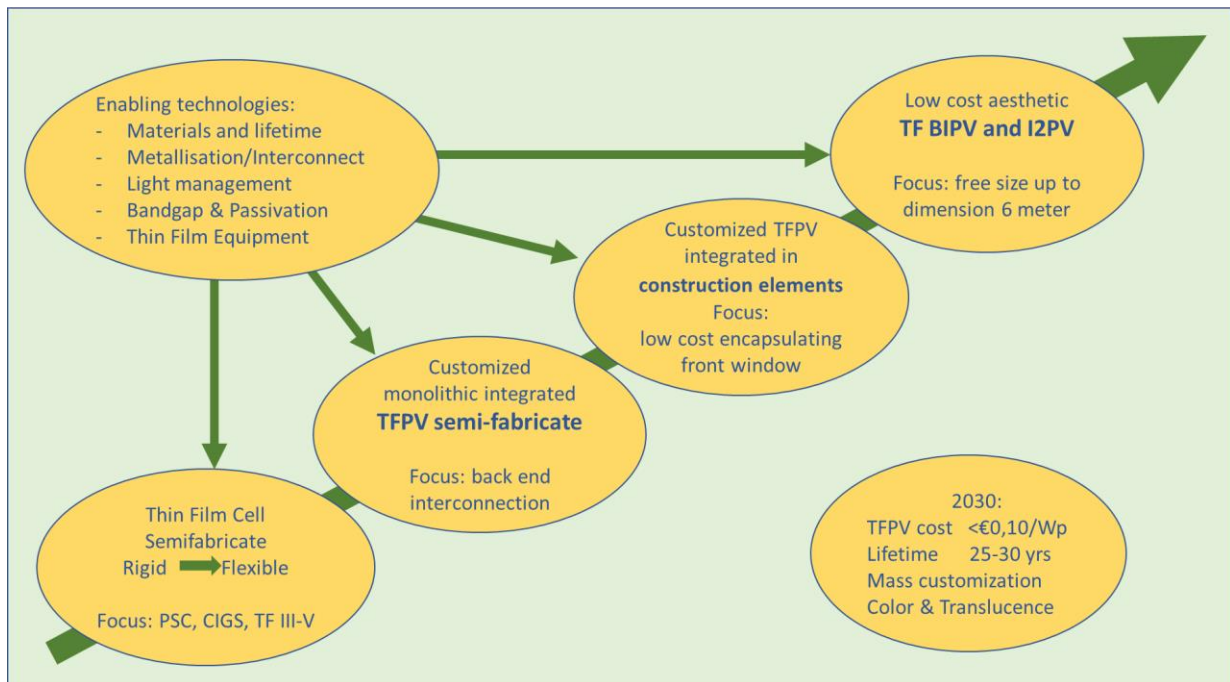 Enabling technologies:
- Materials and lifetime
- Metallisation/Interconnect
- Light management
- Bandgap & Passivation
- Thin Film Equipment
Low cost aesthetic
TF BIPV and I2PV
Focus: free size up to
dimension 6 meter
Customized TFPV
integrated in
construction elements
Focus:
low cost encapsulating
front window
Customized
monolithic integrated
TFPV semi-fabricate
Focus: back end
interconnection
Thin Film Cell
Semifabricate
Rigid Flexible
Focus: PSC, CIGS, TF III-V
2030:
TFPV cost <€0,10/Wp
Lifetime 25-30 yrs
Mass customization
Color & Translucence